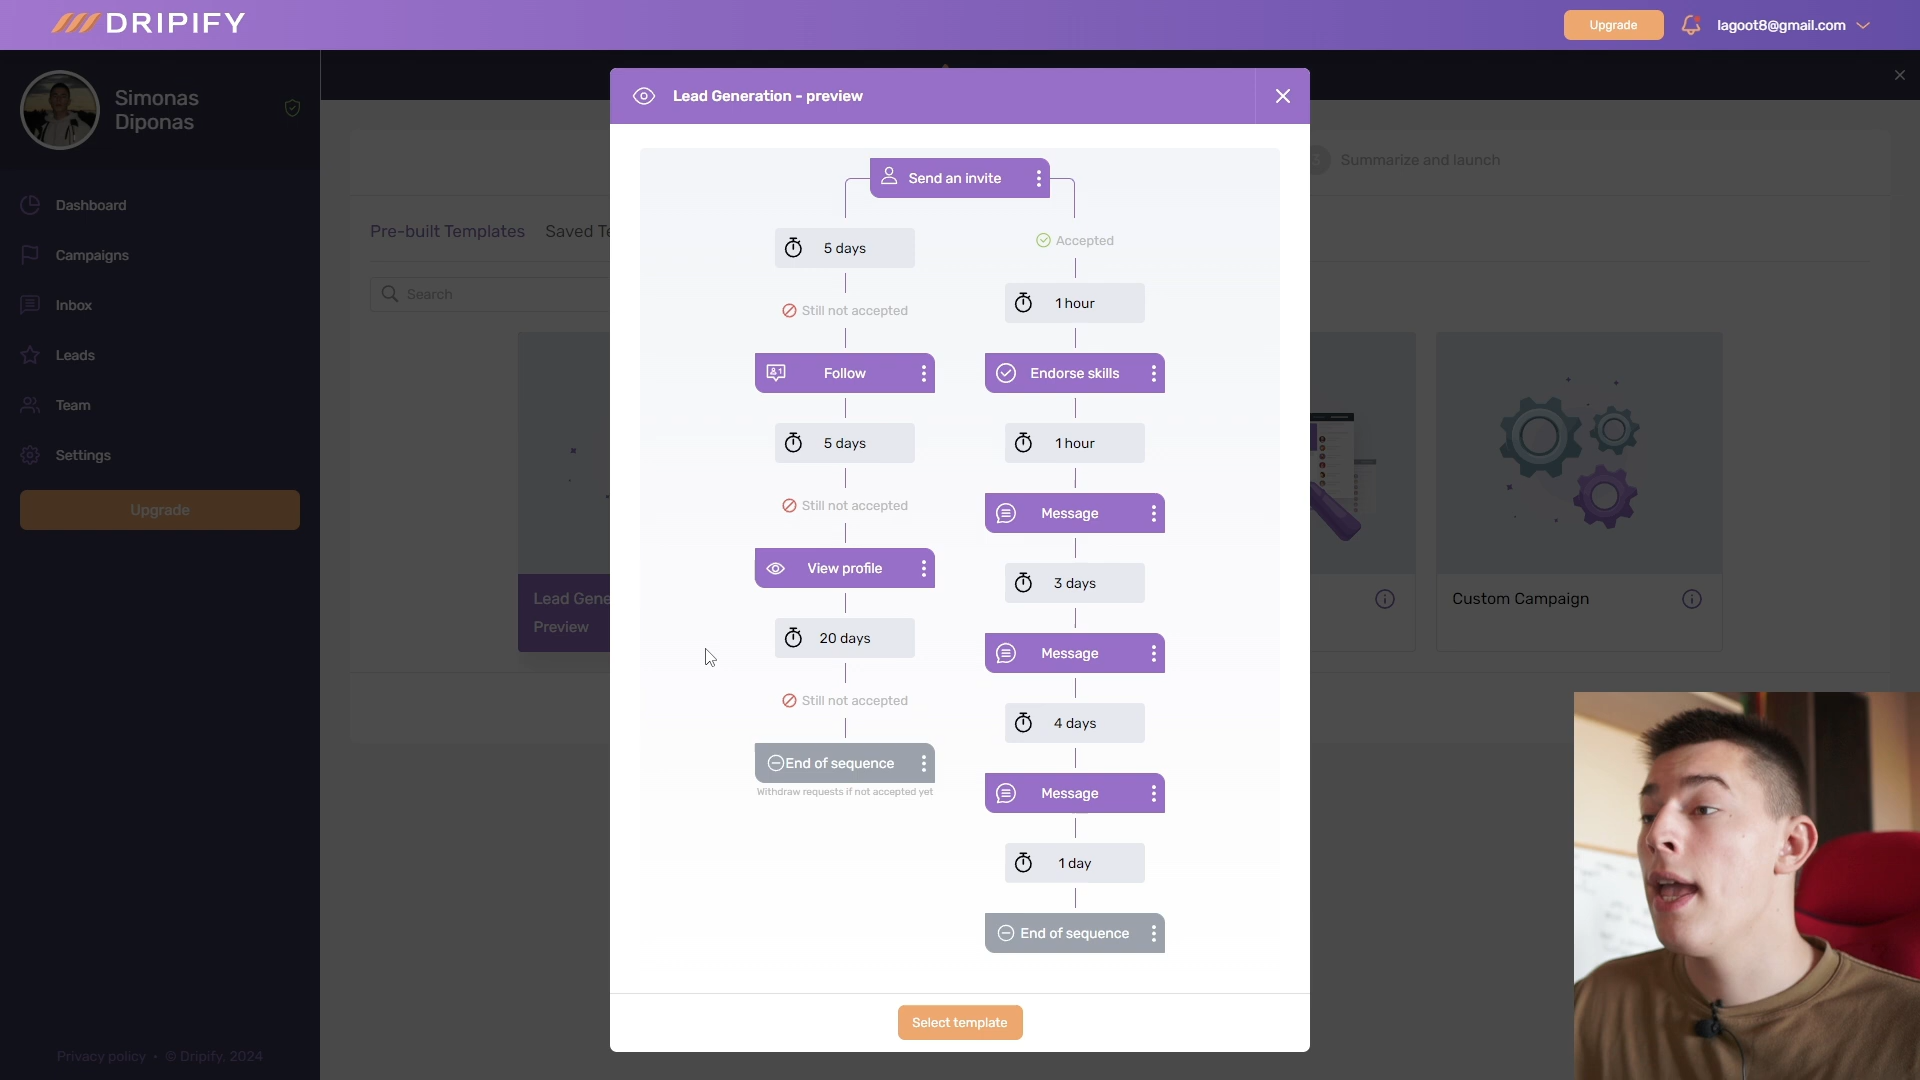 DRIPIFY
Upgrade
lagoot8@gmail.com
Simonas
Diponas
Dashboard
Campaigns
Inbox
Leads
Team
Settings
Upgrade
Privacy policy • © Dripify, 2024
Pre-built Templates
Saved Te
3 Summarize and launch
Search
Lead Gene
Preview
Custom Campaign
Lead Generation - preview
Send an invite
5 days
Still not accepted
Follow
5 days
Still not accepted
View profile
20 days
Still not accepted
End of sequence
Withdraw requests if not accepted yet
Accepted
1 hour
Endorse skills
1 hour
Message
3 days
Message
4 days
Message
1 day
End of sequence
Select template